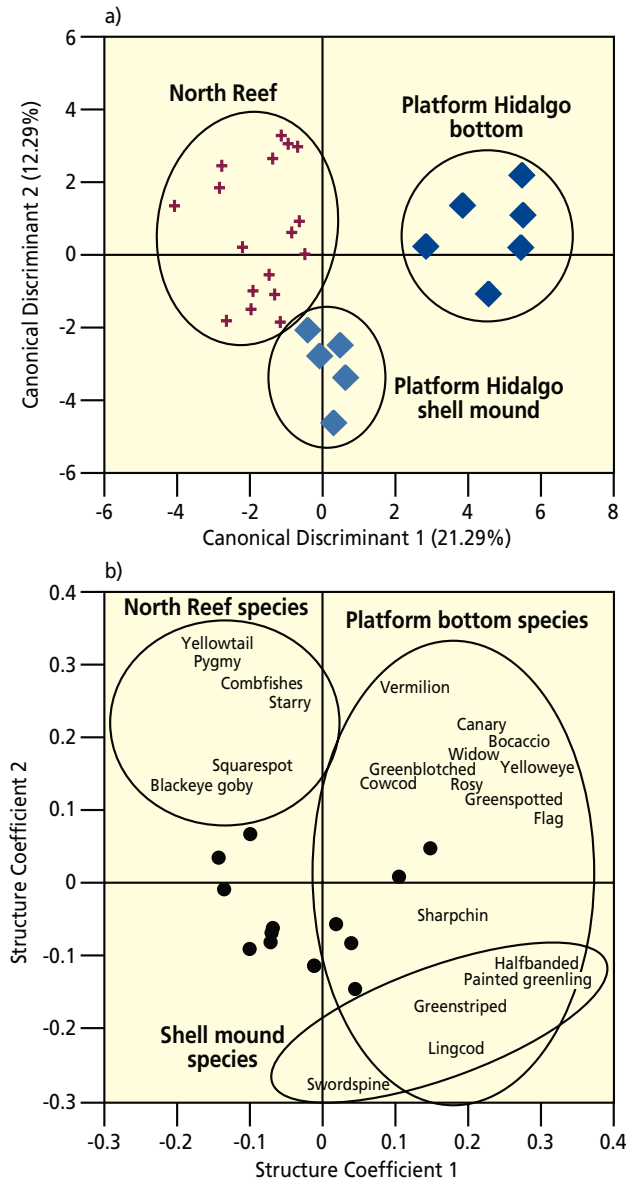 a)
6
4
2
0
-2
-4
-6
Canonical Discriminant 2 (12.29%)
North Reef
Platform Hidalgo
bottom
Platform Hidalgo
shell mound
-6 -4 -2 0 2 4 6 8
Canonical Discriminant 1 (21.29%)
b)
0.4
0.3
0.2
0.1
0
-0.1
-0.2
-0.3
Structure Coefficient 2
North Reef species
Platform bottom species
Yellowtail
Pygmy
Combfishes
Starry
Squarespot
Blackeye goby
Vermilion
Canary
Bocaccio
Widow
Yelloweye
Greenblotched
Cowcod
Rosy
Greenspotted
Flag
Sharpchin
Halfbanded
Painted greenling
Greenstriped
Lingcod
Swordspine
Shell mound
species
-0.3 -0.2 -0.1 0 0.1 0.2 0.3 0.4
Structure Coefficient 1